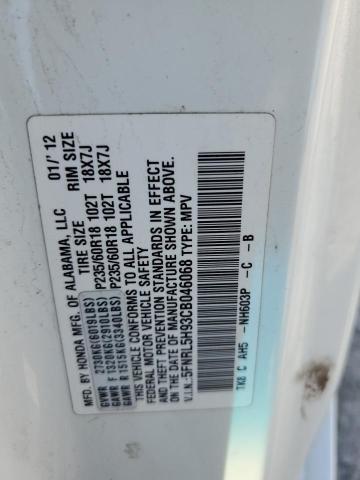 MFD. BY HONDA MFG. OF ALABAMA, LLC 01/'12
TIRE SIZE RIM SIZE
GVWR 2730KG(6019LBS)
GAWR F 1320KG(2910LBS) P235/60R18 102T 18X7J
GAWR R 1515KG(3340LBS) P235/60R18 102T 18X7J
THIS VEHICLE CONFORMS TO ALL APPLICABLE
FEDERAL MOTOR VEHICLE SAFETY
AND THEFT PREVENTION STANDARDS IN EFFECT
ON THE DATE OF MANUFACTURE SHOWN ABOVE.
V.I.N.: 5FNRL5H93CB046068 TYPE: MPV
TK8 C AH5 -NH603P -C -B